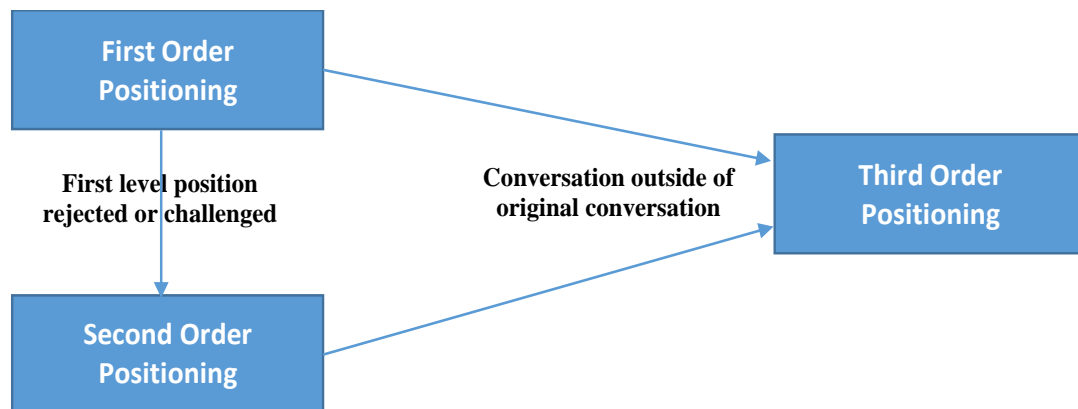 First Order
Positioning
First level position
rejected or challenged
Conversation outside of
original conversation
Third Order
Positioning
Second Order
Positioning